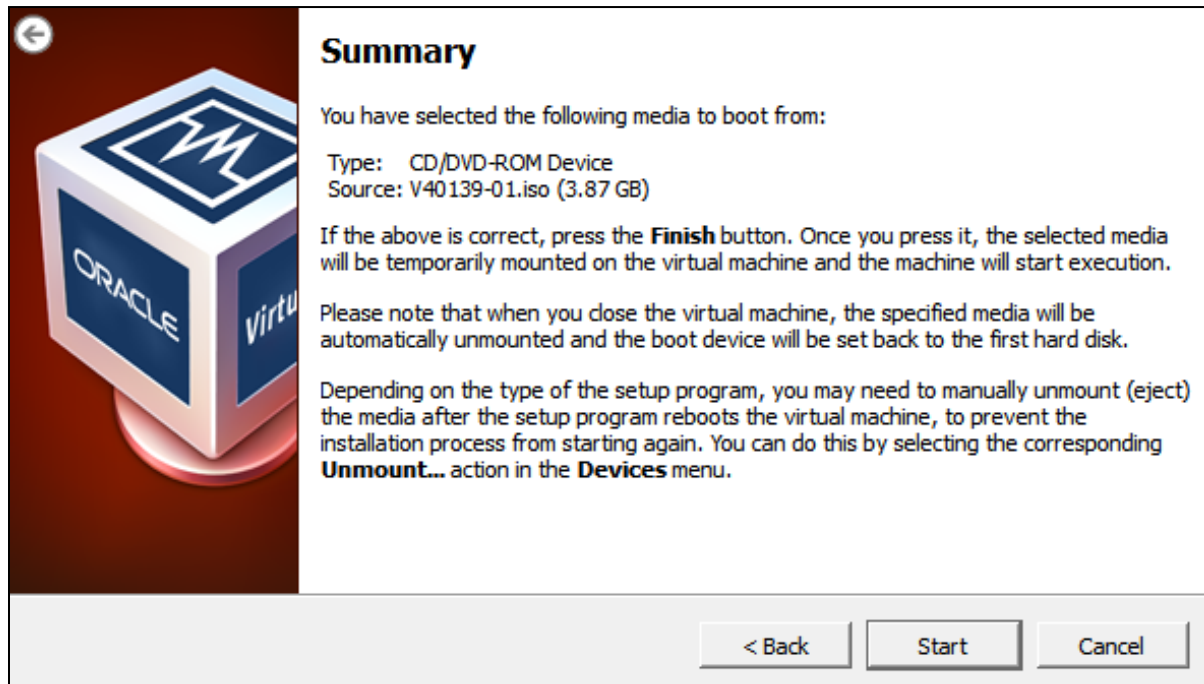 Summary
You have selected the following media to boot from:
Type: CD/DVD-ROM Device
Source: V40139-01.iso (3.87 GB)
If the above is correct, press the Finish button. Once you press it, the selected media
will be temporarily mounted on the virtual machine and the machine will start execution.
Please note that when you close the virtual machine, the specified media will be
automatically unmounted and the boot device will be set back to the first hard disk.
Depending on the type of the setup program, you may need to manually unmount (eject)
the media after the setup program reboots the virtual machine, to prevent the
installation process from starting again. You can do this by selecting the corresponding
Unmount... action in the Devices menu.
ORACLE
Virtu
< Back
Start
Cancel